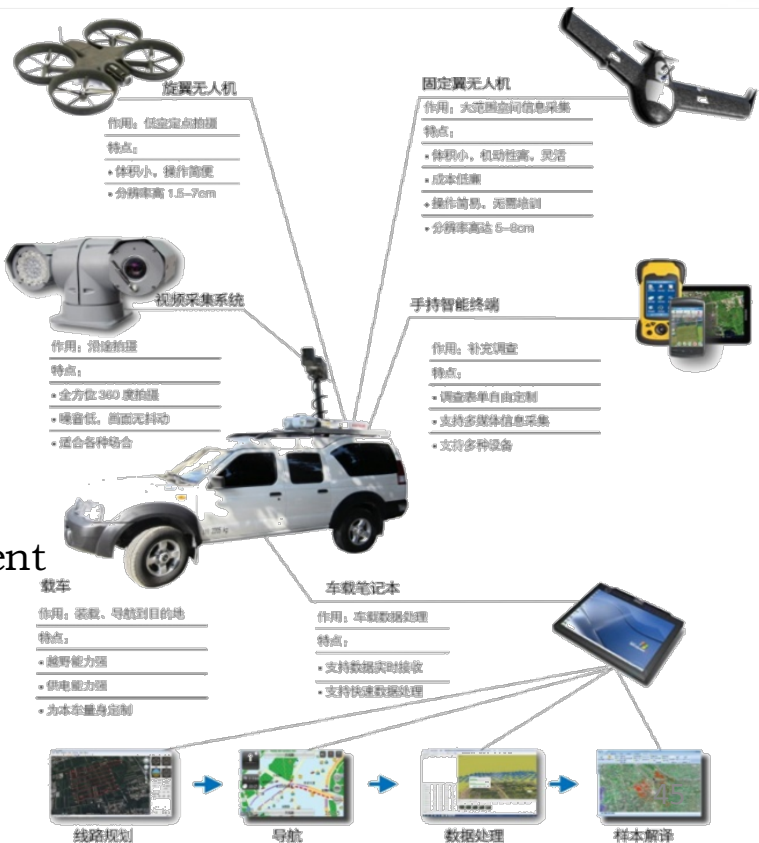 旋翼无人机
作用：低空定点拍摄
特点：
• 体积小、操作简便
• 分辨率高 1.5-7cm
固定翼无人机
作用：大范围空间信息采集
特点：
• 体积小、机动性高、灵活
• 成本低廉
• 操作简易、无需培训
• 分辨率高达 5-8cm
视频采集系统
作用：沿途拍摄
特点：
• 全方位 360 度拍摄
• 噪音低、画面无抖动
• 适合各种场合
手持智能终端
作用：补充调查
特点：
• 调查表单自由定制
• 支持多媒体信息采集
• 支持多种设备
ent
载车
作用：装载、导航到目的地
特点：
• 越野能力强
• 供电能力强
• 为本车量身定制
车载笔记本
作用：车载数据处理
特点：
• 支持数据实时接收
• 支持快速数据处理
线路规划
导航
数据处理
样本解译